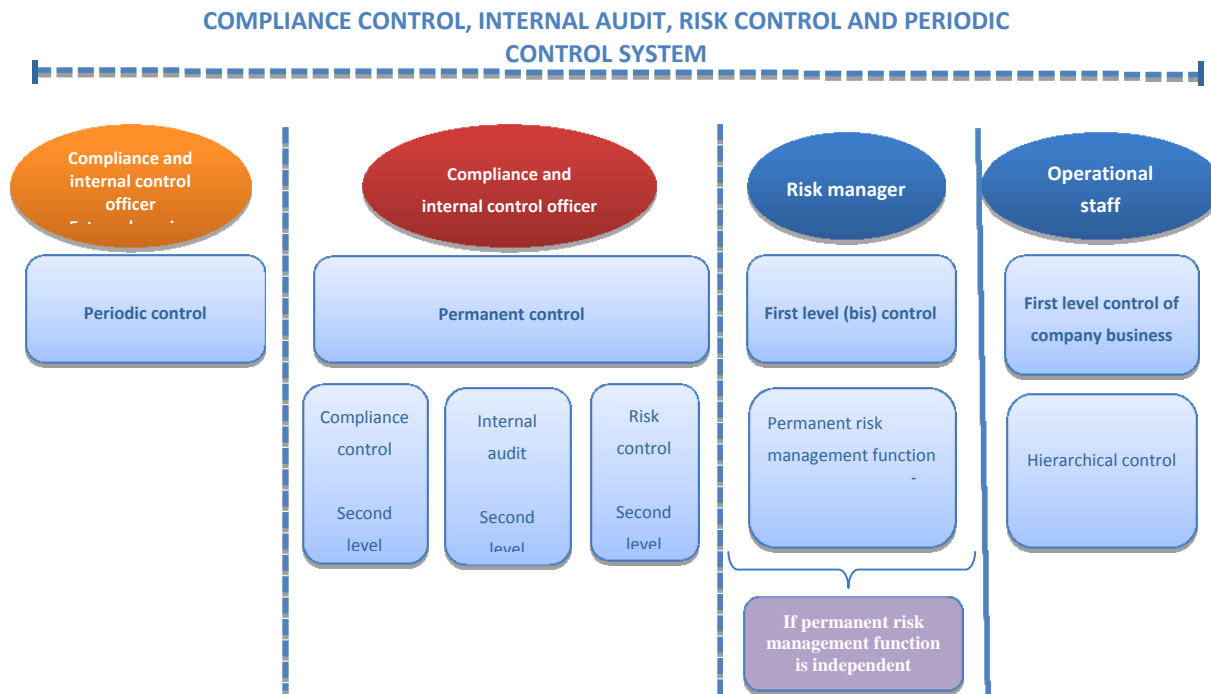 COMPLIANCE CONTROL, INTERNAL AUDIT, RISK CONTROL AND PERIODIC
CONTROL SYSTEM
Compliance and
internal control
officer
Compliance and
internal control officer
Risk manager
Operational
staff
Periodic control
Permanent control
First level (bis) control
First level control of
company business
Compliance
control
Second
level
Internal
audit
Second
level
Risk
control
Second
level
Permanent risk
management function
-
Hierarchical control
If permanent risk
management function
is independent